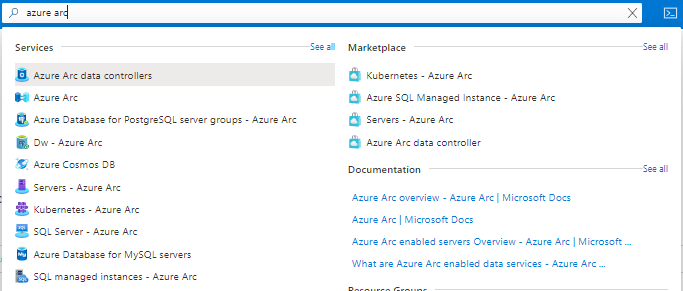 azure arc
Services
See all
Azure Arc data controllers
Azure Arc
Azure Database for PostgreSQL server groups - Azure Arc
Dw - Azure Arc
Azure Cosmos DB
Servers - Azure Arc
Kubernetes - Azure Arc
SQL Server - Azure Arc
Azure Database for MySQL servers
SQL managed instances - Azure Arc
Marketplace
See all
Kubernetes - Azure Arc
Azure SQL Managed Instance - Azure Arc
Servers - Azure Arc
Azure Arc data controller
Documentation
See all
Azure Arc overview - Azure Arc | Microsoft Docs
Azure Arc | Microsoft Docs
Azure Arc enabled servers Overview - Azure Arc | Microsoft ...
What are Azure Arc enabled data services - Azure Arc ...
Resource Groups